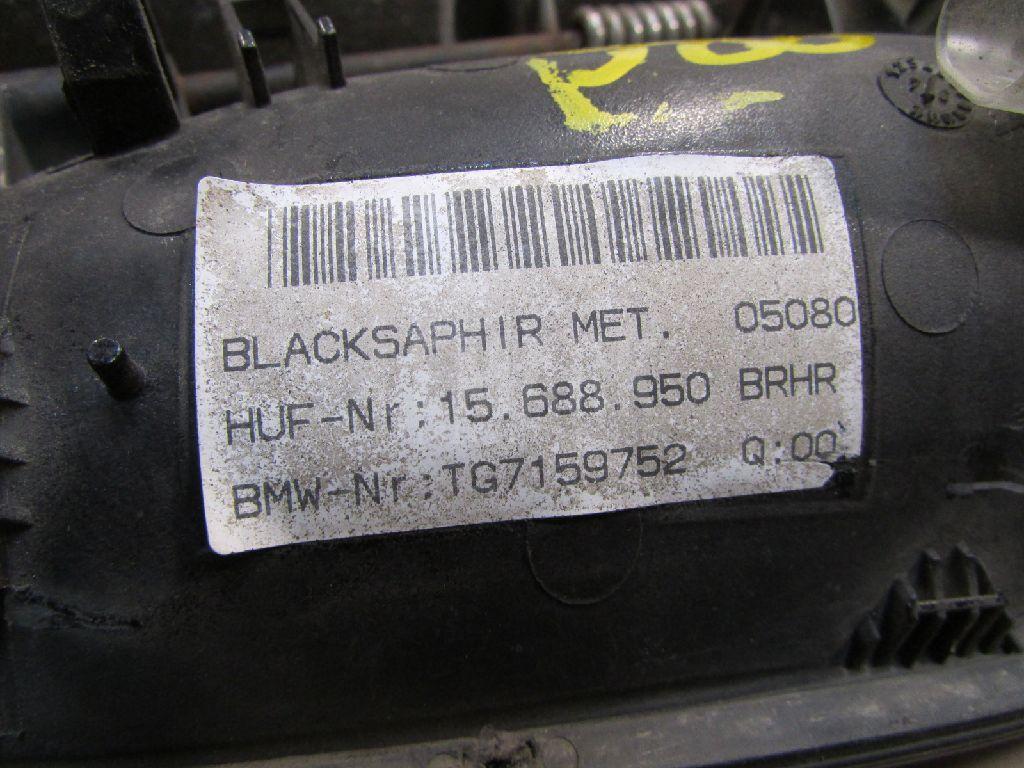 BLACKSAPHIR MET. 05080
HUF-Nr:15.688.950 BRHR
BMW-Nr:TG7159752 Q:00